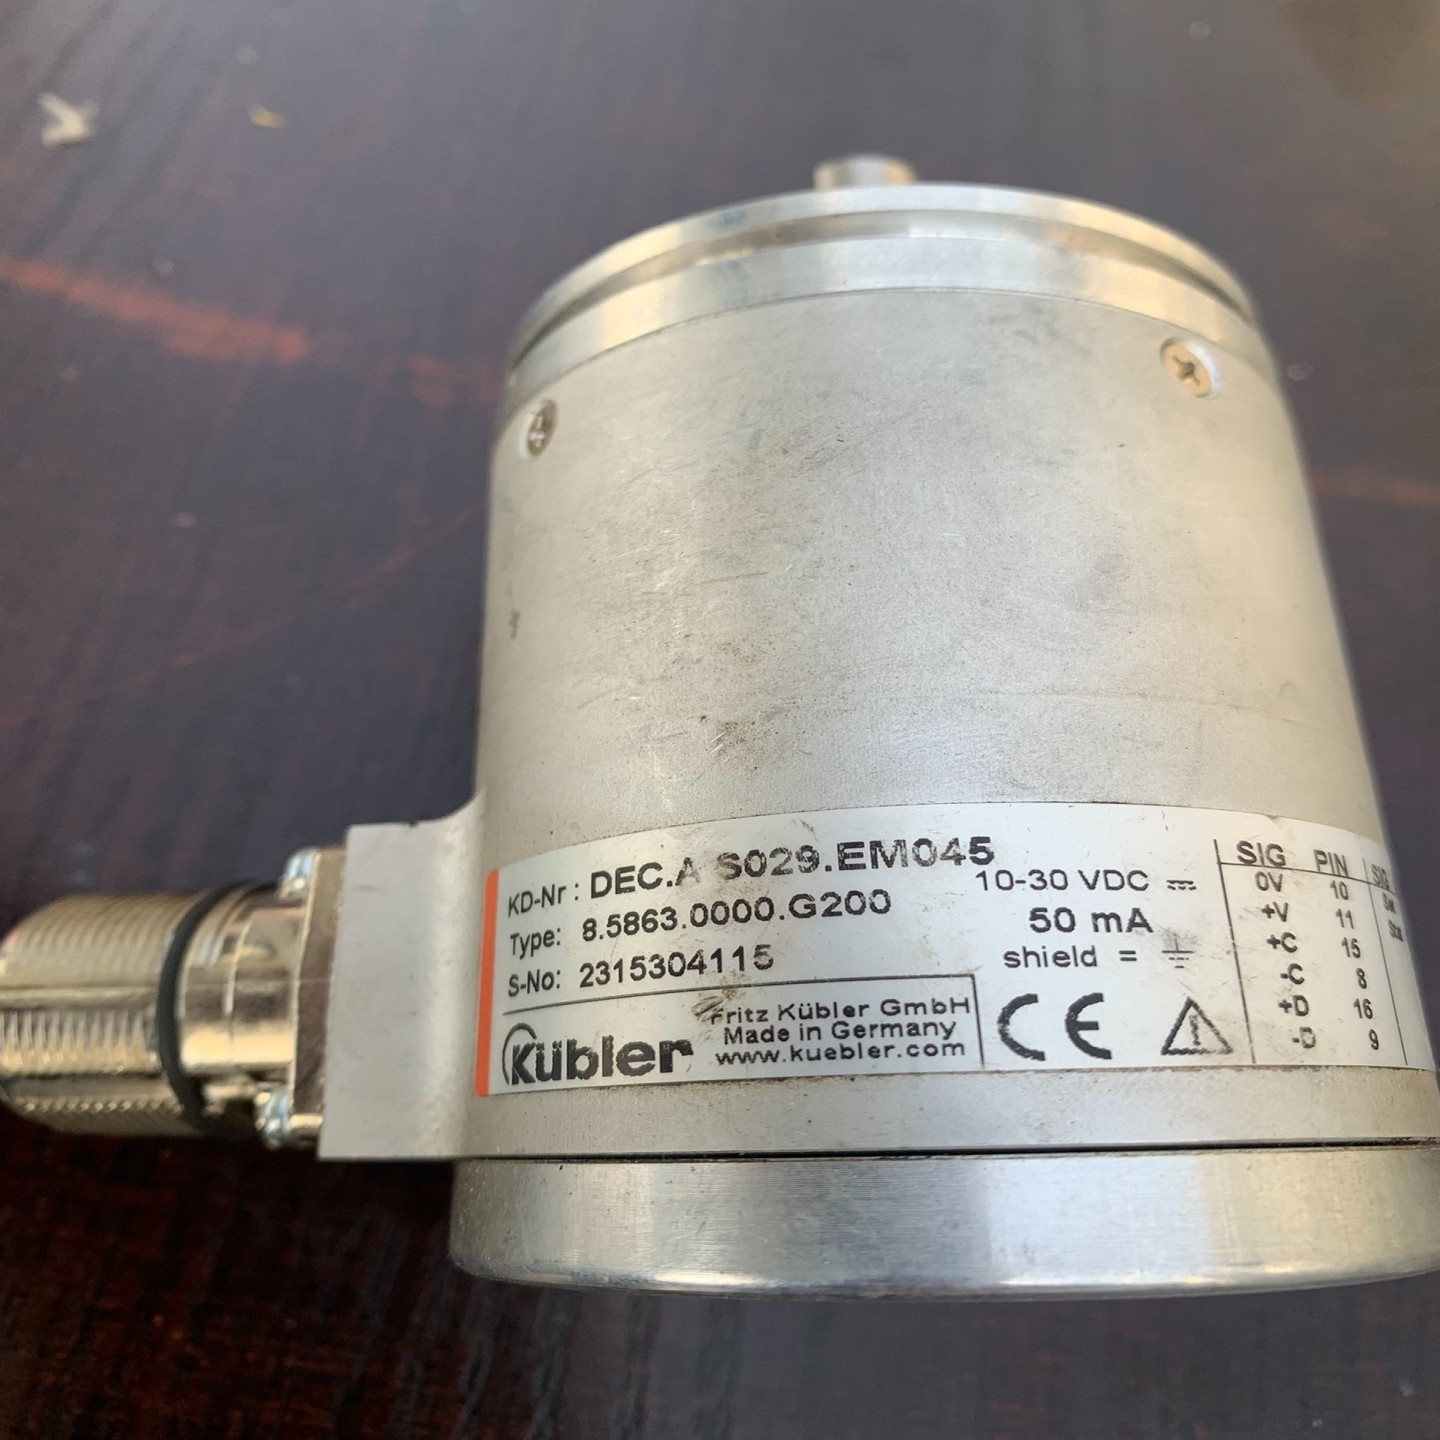 KD-Nr : DEC.A S029.EM045
Type: 8.5863.0000.G200
S-No: 2315304115
Kübler
Fritz Kübler GmbH
Made in Germany
www.kuebler.com
10-30 VDC
50 mA
shield =
CE
SIG PIN SIG
0V 10
+V 11
+C 15
-C 8
+D 16
-D 9